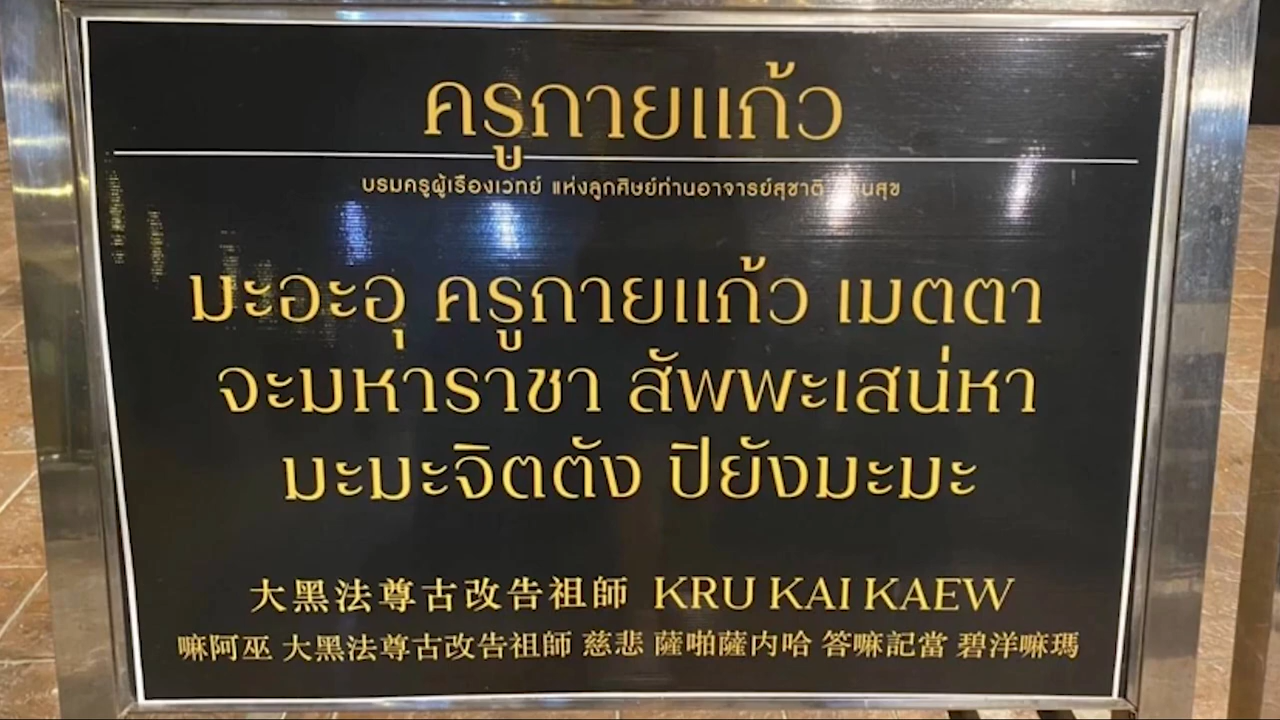 ครูกายแก้ว
บรมครูผู้เรืองเวทย์ แห่งลูกศิษย์ท่านอาจารย์สุชาติ
มะอะอุ ครูกายแก้ว เมตตา
จะมหาราชา สัพพะเสน่หา
มะมะจิตตัง ปิยังมะมะ
大黑法尊古改告祖師 KRU KAI KAEW
嘛阿巫 大黑法尊古改告祖師 慈悲 薩啪薩内哈 答嘛記當 碧洋嘛瑪